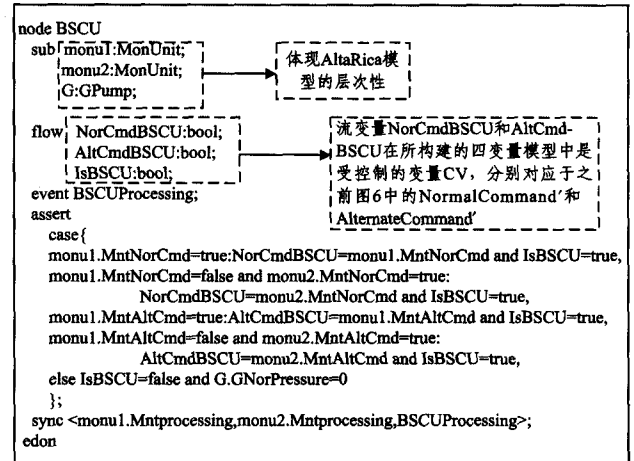 node BSCU
sub monu1:MonUnit;
monu2:MonUnit;
G:GPump;
体现AltaRica模
型的层次性
flow NorCmdBSCU:bool;
AltCmdBSCU:bool;
IsBSCU:bool;
流变量NorCmdBSCU和AltCmd-
BSCU在所构建的四变量模型中是
受控制的变量CV，分别对应于之
前图6中的NormalCommand′和
AlternateCommand′
event BSCUProcessing;
assert
case{
monu1.MntNorCmd=true:NorCmdBSCU=monu1.MntNorCmd and IsBSCU=true,
monu1.MntNorCmd=false and monu2.MntNorCmd=true:
NorCmdBSCU=monu2.MntNorCmd and IsBSCU=true,
monu1.MntAltCmd=true:AltCmdBSCU=monu1.MntAltCmd and IsBSCU=true,
monu1.MntAltCmd=false and monu2.MntAltCmd=true:
AltCmdBSCU=monu2.MntAltCmd and IsBSCU=true,
else IsBSCU=false and G.GNorPressure=0
};
sync <monu1.Mntprocessing,monu2.Mntprocessing,BSCUProcessing>;
edon